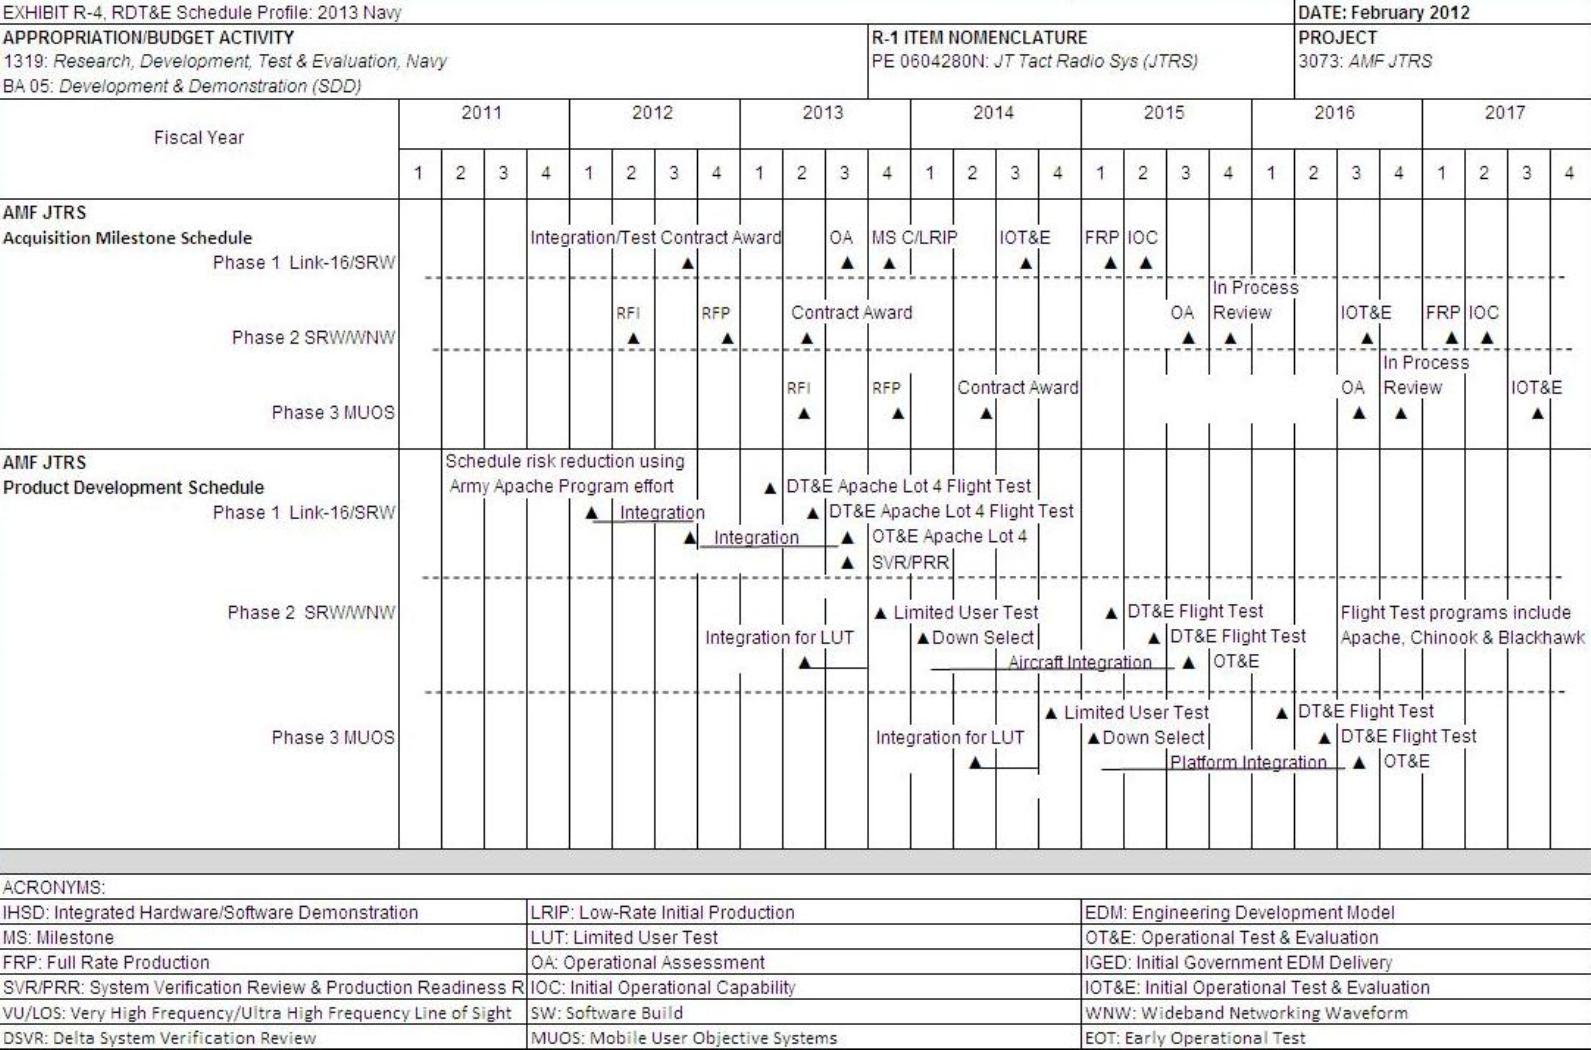 EXHIBIT R-4, RDT&E Schedule Profile: 2013 Navy
DATE: February 2012
APPROPRIATION/BUDGET ACTIVITY
R-1 ITEM NOMENCLATURE
PROJECT
1319: Research, Development, Test & Evaluation, Navy
PE 0604280N: JT Tact Radio Sys (JTRS)
3073: AMF JTRS
BA 05: Development & Demonstration (SDD)
Fiscal Year
2011 2012 2013 2014 2015 2016 2017
1 2 3 4 1 2 3 4 1 2 3 4 1 2 3 4 1 2 3 4 1 2 3 4 1 2 3 4
AMF JTRS
Acquisition Milestone Schedule
Integration/Test Contract Award OA MS C/LRIP IOT&E FRP IOC
Phase 1 Link-16/SRW
In Process
RFI RFP Contract Award OA Review IOT&E FRP IOC
Phase 2 SRW/WNW
In Process
RFI RFP Contract Award OA Review IOT&E
Phase 3 MUOS
AMF JTRS
Schedule risk reduction using
Product Development Schedule
Army Apache Program effort
DT&E Apache Lot 4 Flight Test
Phase 1 Link-16/SRW
Integration
DT&E Apache Lot 4 Flight Test
Integration
OT&E Apache Lot 4
SVR/PRR
Phase 2 SRW/WNW
Limited User Test
DT&E Flight Test
Flight Test programs include
Integration for LUT
Down Select
DT&E Flight Test
Apache, Chinook & Blackhawk
Aircraft Integration
OT&E
Limited User Test
DT&E Flight Test
Phase 3 MUOS
Integration for LUT
Down Select
DT&E Flight Test
Platform Integration
OT&E
ACRONYMS:
IHSD: Integrated Hardware/Software Demonstration
LRIP: Low-Rate Initial Production
EDM: Engineering Development Model
MS: Milestone
LUT: Limited User Test
OT&E: Operational Test & Evaluation
FRP: Full Rate Production
OA: Operational Assessment
IGED: Initial Government EDM Delivery
SVR/PRR: System Verification Review & Production Readiness R
IOC: Initial Operational Capability
IOT&E: Initial Operational Test & Evaluation
VU/LOS: Very High Frequency/Ultra High Frequency Line of Sight
SW: Software Build
WNW: Wideband Networking Waveform
DSVR: Delta System Verification Review
MUOS: Mobile User Objective Systems
EOT: Early Operational Test